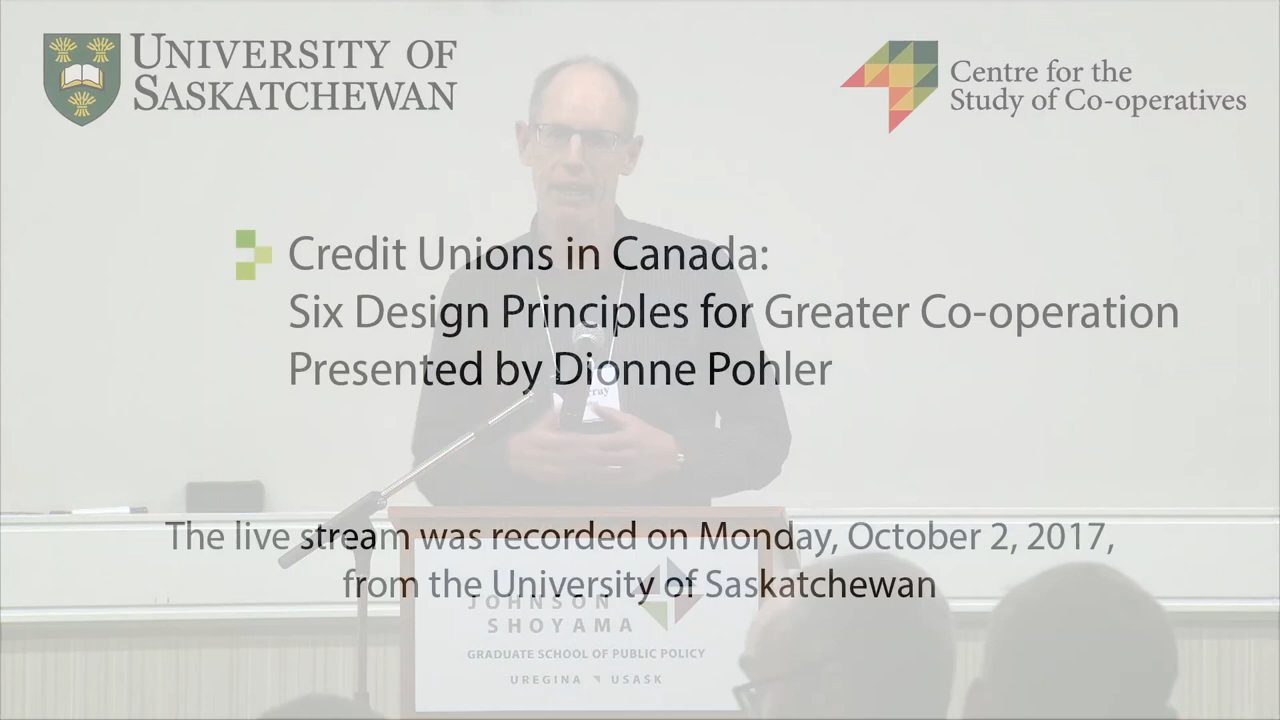 UNIVERSITY OF
SASKATCHEWAN
Centre for the
Study of Co-operatives
Credit Unions in Canada:
Six Design Principles for Greater Co-operation
Presented by Dionne Pohler
The live stream was recorded on Monday, October 2, 2017,
from the University of Saskatchewan
JOHNSON
SHOYAMA
GRADUATE SCHOOL OF PUBLIC POLICY
UREGINA USASK